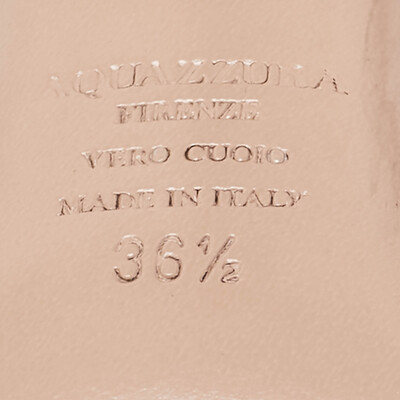 AQUAZZURA
FIRENZE
VERO CUOIO
MADE IN ITALY
36½